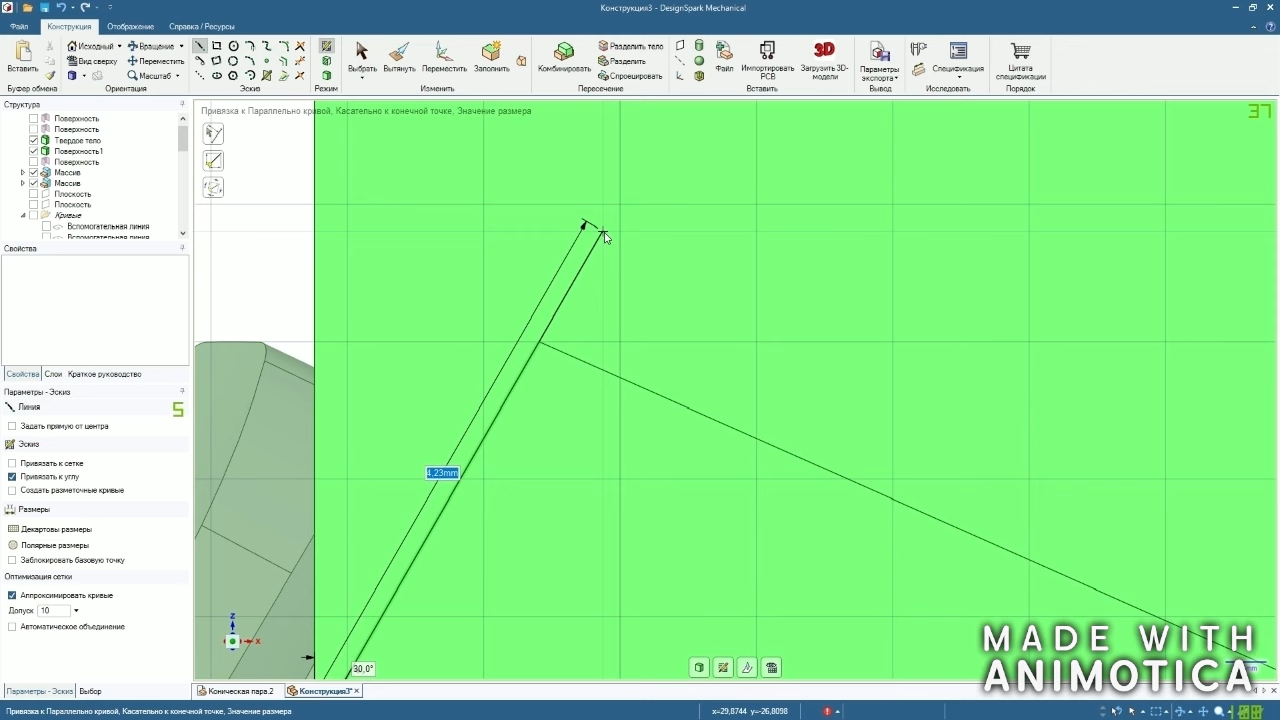 Конструкция3 - DesignSpark Mechanical
Файл Конструкция Отображение Справка / Ресурсы
Вставить
Буфер обмена
Исходный
Вид сверху
Вращение
Переместить
Масштаб
Ориентация
Эскиз
Режим
Выбрать
Вытянуть
Переместить
Заполнить
Изменить
Комбинировать
Разделить тело
Разделить
Спроецировать
Пересечение
Файл
Импортировать PCB
3D
Загрузить 3D-модели
Вставить
Параметры экспорта
Вывод
Спецификация
Исследовать
Цитата спецификации
Порядок
Структура
Поверхность
Поверхность
Твердое тело
Поверхность1
Поверхность
Массив
Массив
Плоскость
Плоскость
Кривые
Вспомогательная линия
Вспомогательная линия
Свойства
Свойства Слои Краткое руководство
Параметры - Эскиз
Линия
5
Задать прямую от центра
Эскиз
Привязать к сетке
Привязать к углу
Создать разметочные кривые
Размеры
Декартовы размеры
Полярные размеры
Заблокировать базовую точку
Оптимизация сетки
Аппроксимировать кривые
Допуск 10
Автоматическое объединение
Параметры - Эскиз Выбор
Привязка к Параллельно кривой, Касательно к конечной точке, Значение размера
37
4,23mm
30,0°
z
x
MADE WITH
ANIMOTICA
Коническая пара.2 Конструкция3*
Привязка к Параллельно кривой, Касательно к конечной точке, Значение размера
x=29,8744 y=-26,8098